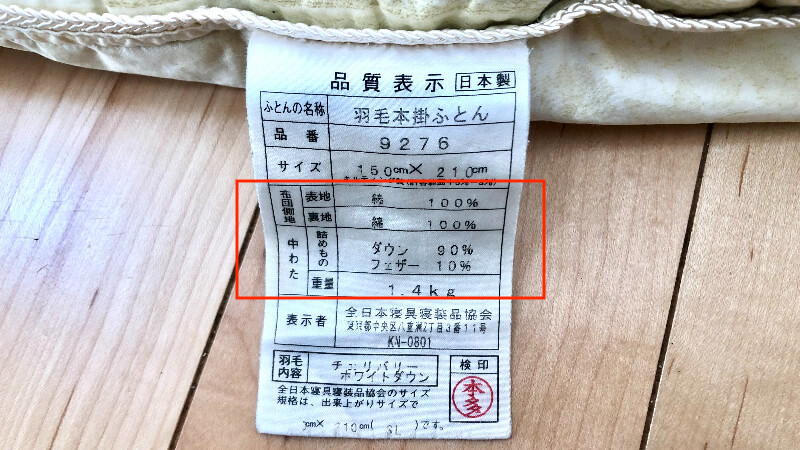 品質表示 日本製
ふとんの名称 羽毛本掛ふとん
品番 9276
サイズ 150cm× 210cm
布団側地 表地 綿 100%
裏地 綿 100%
中わた 詰めもの ダウン 90%
フェザー 10%
重量 1.4kg
表示者 全日本寝具寝装品協会
東京都中央区八重洲2丁目3番11号
KN-0801
羽毛内容 チェリバリー
ホワイトダウン
検印
本多
全日本寝具寝装品協会のサイズ
規格は、出来上がりサイズで
cm× 210cm( SL )です。